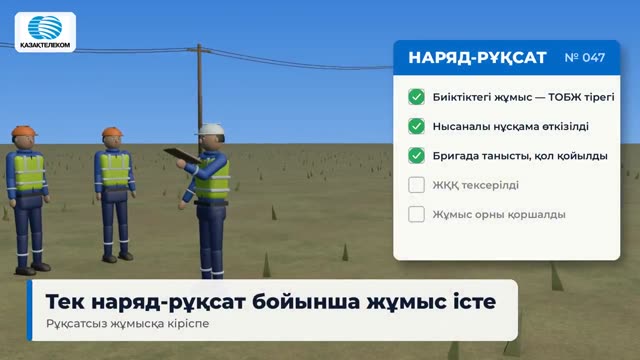 ҚАЗАҚТЕЛЕКОМ
НАРЯД-РҰҚСАТ № 047
Биіктіктегі жұмыс — ТОБЖ тірегі
Нысаналы нұсқама өткізілді
Бригада танысты, қол қойылды
ЖҚҚ тексерілді
Жұмыс орны қоршалды
Тек наряд-рұқсат бойынша жұмыс істе
Рұқсатсыз жұмысқа кіріспе